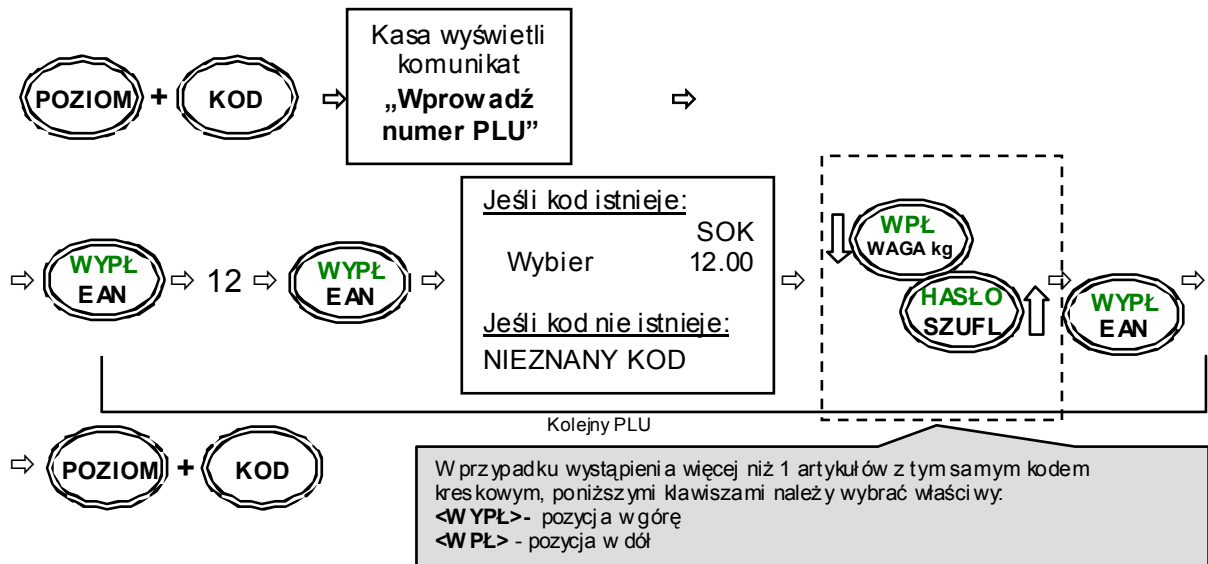 POZIOM + KOD
Kasa wyświetli
komunikat
„Wprowadź
numer PLU”
WYPŁ
EAN
12
WYPŁ
EAN
Jeśli kod istnieje:
SOK
Wybier 12.00
Jeśli kod nie istnieje:
NIEZNANY KOD
WPŁ
WAGA kg
HASŁO
SZUFL
WYPŁ
EAN
Kolejny PLU
POZIOM + KOD
W przypadku wystąpienia więcej niż 1 artykułów z tym samym kodem
kreskowym, poniższymi klawiszami należy wybrać właściwy:
<WYPŁ>- pozycja w górę
<WPŁ> - pozycja w dół